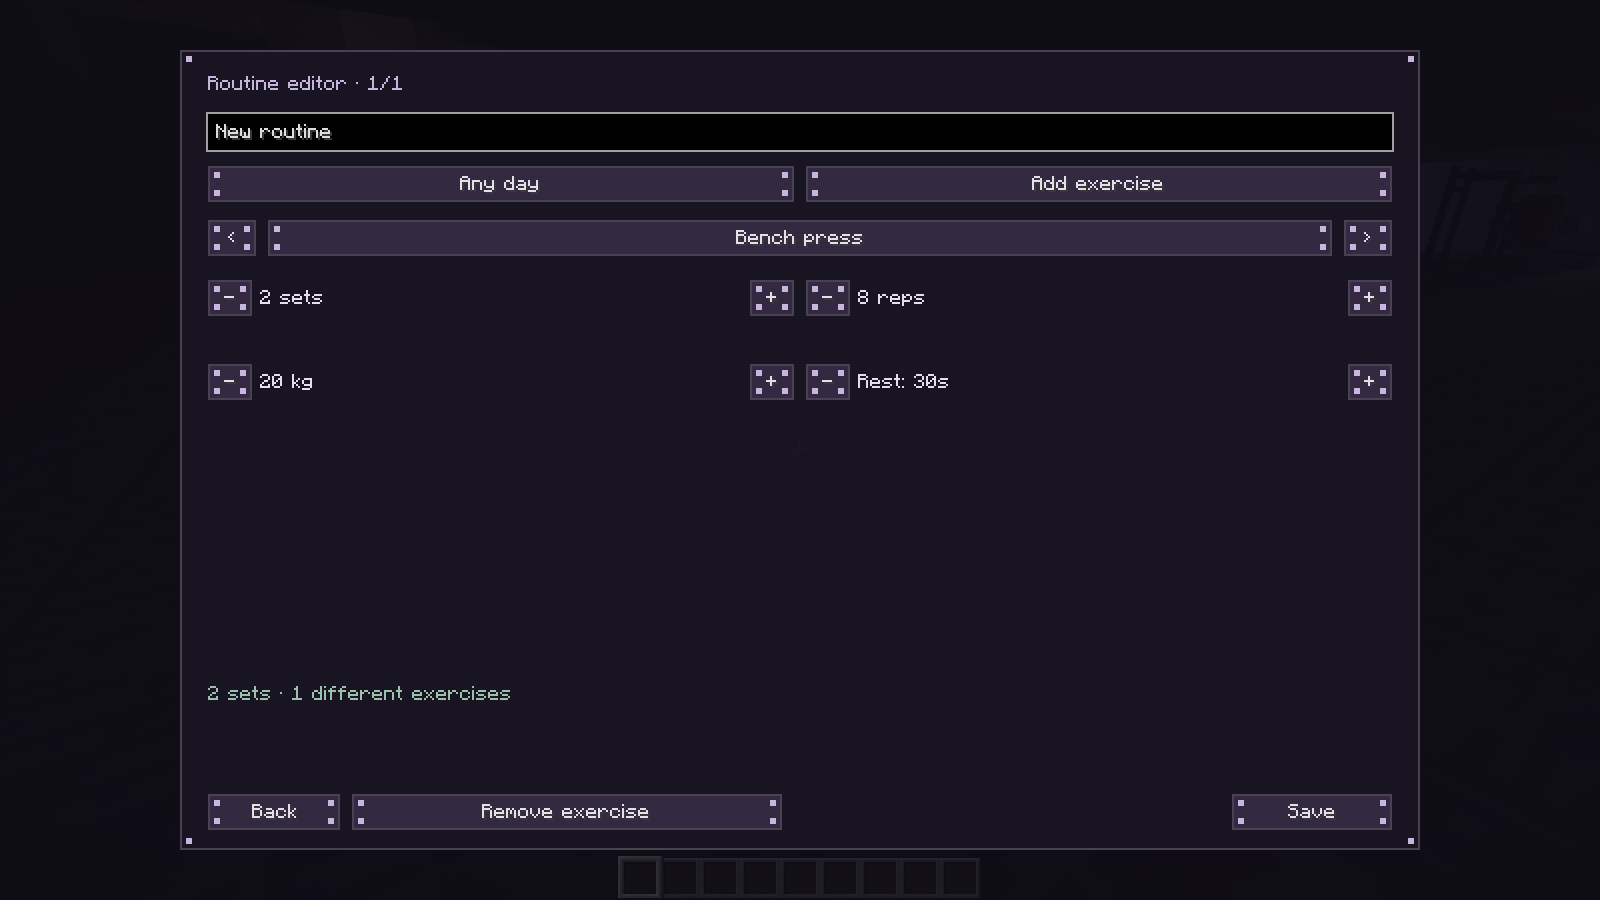 Routine editor · 1/1
New routine
Any day Add exercise
< Bench press >
- 2 sets + - 8 reps +
- 20 kg + - Rest: 30s +
2 sets · 1 different exercises
Back Remove exercise Save